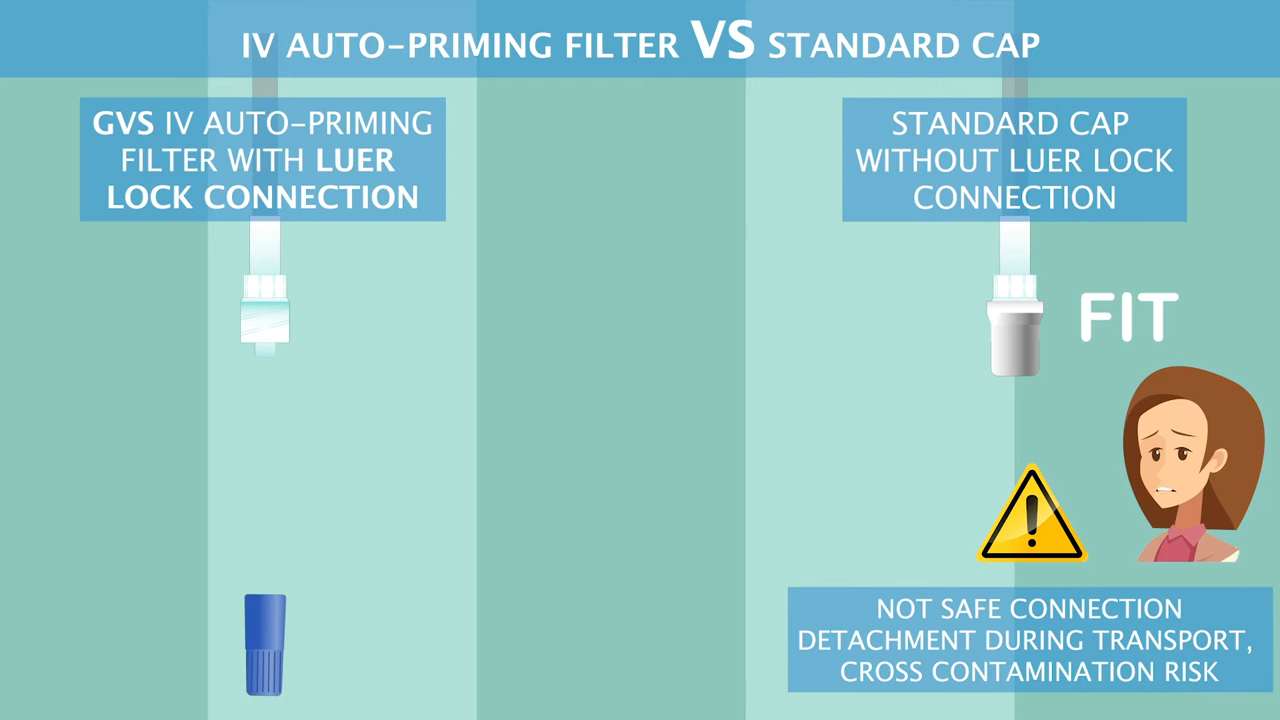 IV AUTO-PRIMING FILTER VS STANDARD CAP
GVS IV AUTO-PRIMING
FILTER WITH LUER
LOCK CONNECTION
STANDARD CAP
WITHOUT LUER LOCK
CONNECTION
FIT
NOT SAFE CONNECTION
DETACHMENT DURING TRANSPORT,
CROSS CONTAMINATION RISK